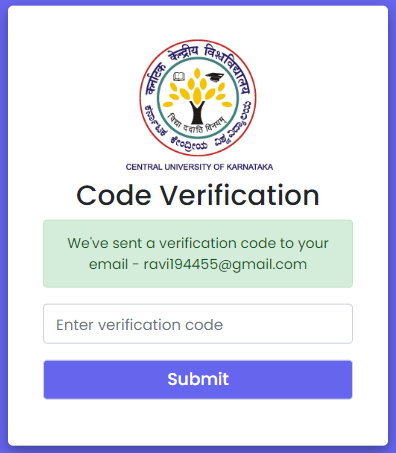 कर्नाटक केन्द्रीय विश्वविद्यालय
विद्या ददाति विनयम्
ಕರ್ನಾಟಕ ಕೇಂದ್ರೀಯ ವಿಶ್ವವಿದ್ಯಾಲಯ
CENTRAL UNIVERSITY OF KARNATAKA
Code Verification
We've sent a verification code to your
email - ravi194455@gmail.com
Enter verification code
Submit